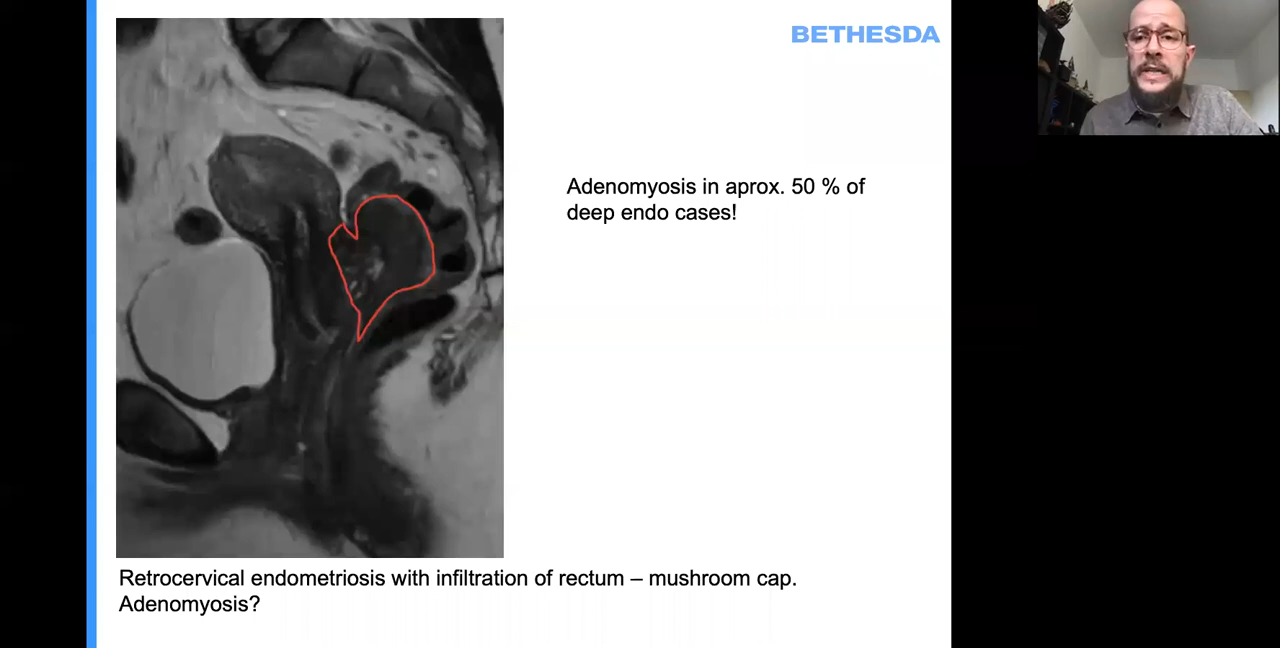 BETHESDA
Adenomyosis in aprox. 50 % of
deep endo cases!
Retrocervical endometriosis with infiltration of rectum – mushroom cap.
Adenomyosis?